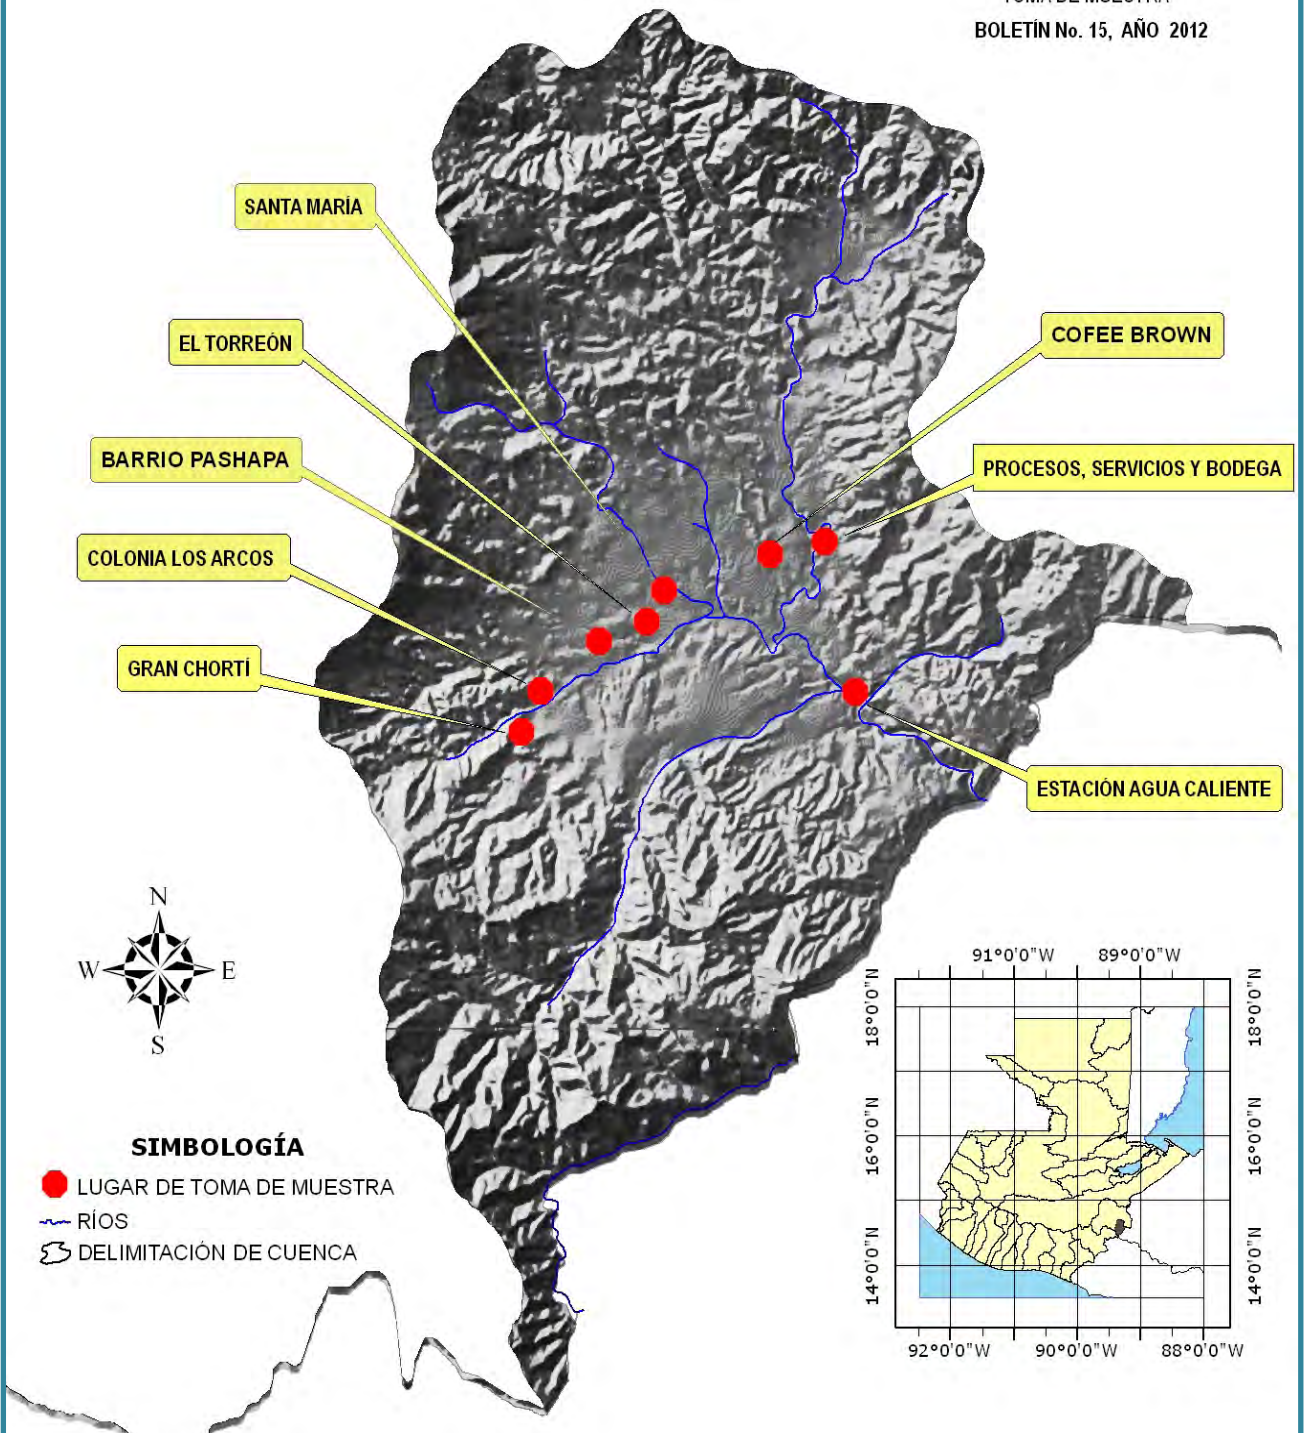 TOMA DE MUESTRA
BOLETÍN No. 15, AÑO 2012
SANTA MARÍA
EL TORREÓN
COFEE BROWN
BARRIO PASHAPA
PROCESOS, SERVICIOS Y BODEGA
COLONIA LOS ARCOS
GRAN CHORTÍ
ESTACIÓN AGUA CALIENTE
N
W
E
S
SIMBOLOGÍA
LUGAR DE TOMA DE MUESTRA
RÍOS
DELIMITACIÓN DE CUENCA
91°0'0"W
89°0'0"W
18°0'0"N
18°0'0"N
16°0'0"N
16°0'0"N
14°0'0"N
14°0'0"N
92°0'0"W
90°0'0"W
88°0'0"W